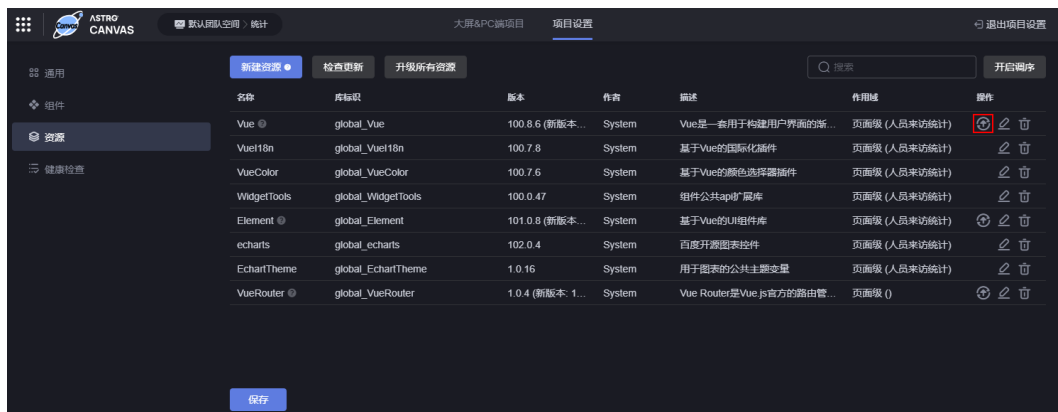 Canvas ASTRO CANVAS 默认团队空间 > 统计 大屏&PC端项目 项目设置 退出项目设置
通用
组件
资源
健康检查
新建资源 检查更新 升级所有资源 搜索 开启调序
名称 库标识 版本 作者 描述 作用域 操作
Vue global_Vue 100.8.6 (新版本... System Vue是一套用于构建用户界面的渐... 页面级 (人员来访统计)
VueI18n global_VueI18n 100.7.8 System 基于Vue的国际化插件 页面级 (人员来访统计)
VueColor global_VueColor 100.7.6 System 基于Vue的颜色选择器插件 页面级 (人员来访统计)
WidgetTools global_WidgetTools 100.0.47 System 组件公共api扩展库 页面级 (人员来访统计)
Element global_Element 101.0.8 (新版本... System 基于Vue的UI组件库 页面级 (人员来访统计)
echarts global_echarts 102.0.4 System 百度开源图表控件 页面级 (人员来访统计)
EchartTheme global_EchartTheme 1.0.16 System 用于图表的公共主题变量 页面级 (人员来访统计)
VueRouter global_VueRouter 1.0.4 (新版本: 1... System Vue Router是Vue.js官方的路由管... 页面级 ()
保存